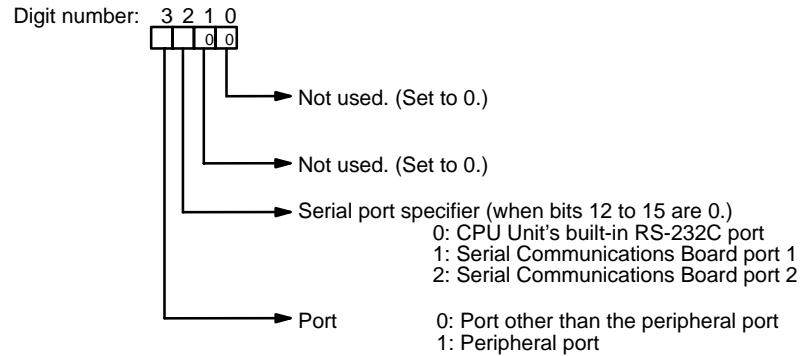 Digit number: 3 2 1 0
0 0
Not used. (Set to 0.)
Not used. (Set to 0.)
Serial port specifier (when bits 12 to 15 are 0.)
0: CPU Unit's built-in RS-232C port
1: Serial Communications Board port 1
2: Serial Communications Board port 2
Port 0: Port other than the peripheral port
1: Peripheral port